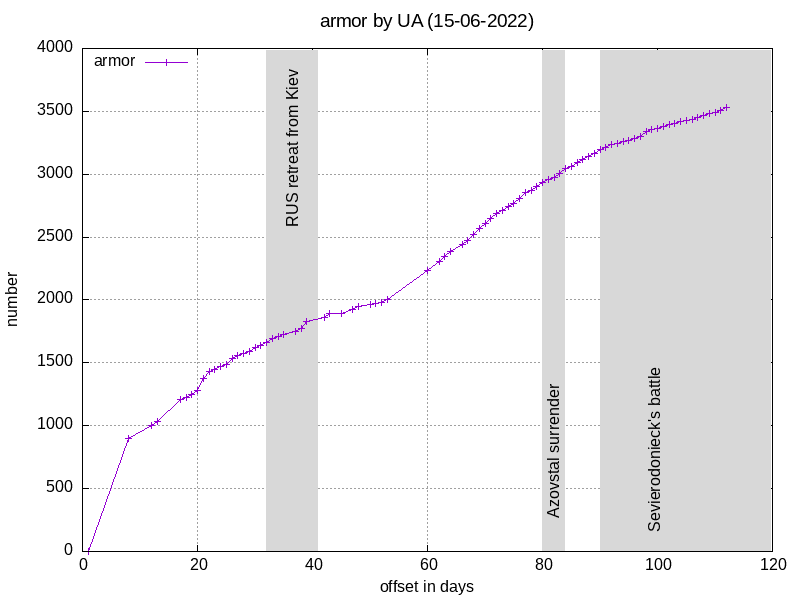 armor by UA (15-06-2022)
armor
4000
3500
3000
2500
2000
1500
1000
500
0
number
RUS retreat from Kiev
Azovstal surrender
Sevierodonieck's battle
0 20 40 60 80 100 120
offset in days